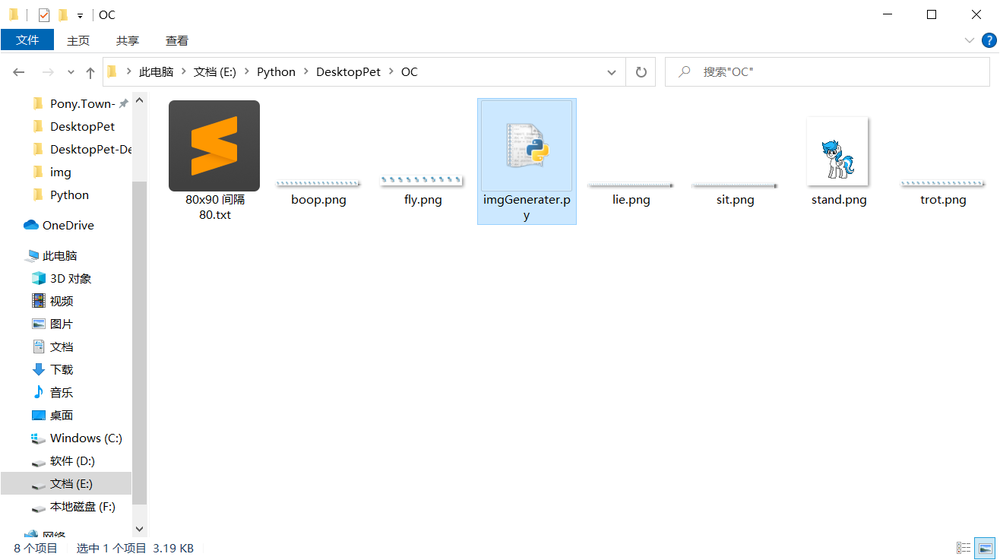 OC
文件 主页 共享 查看
此电脑 文档 (E:) Python DesktopPet OC
搜索"OC"
Pony.Town-
DesktopPet
DesktopPet-De
img
Python
OneDrive
此电脑
3D 对象
视频
图片
文档
下载
音乐
桌面
Windows (C:)
软件 (D:)
文档 (E:)
本地磁盘 (F:)
网络
80x90 间隔
80.txt
boop.png
fly.png
imgGenerater.p
y
lie.png
sit.png
stand.png
trot.png
8 个项目 选中 1 个项目 3.19 KB